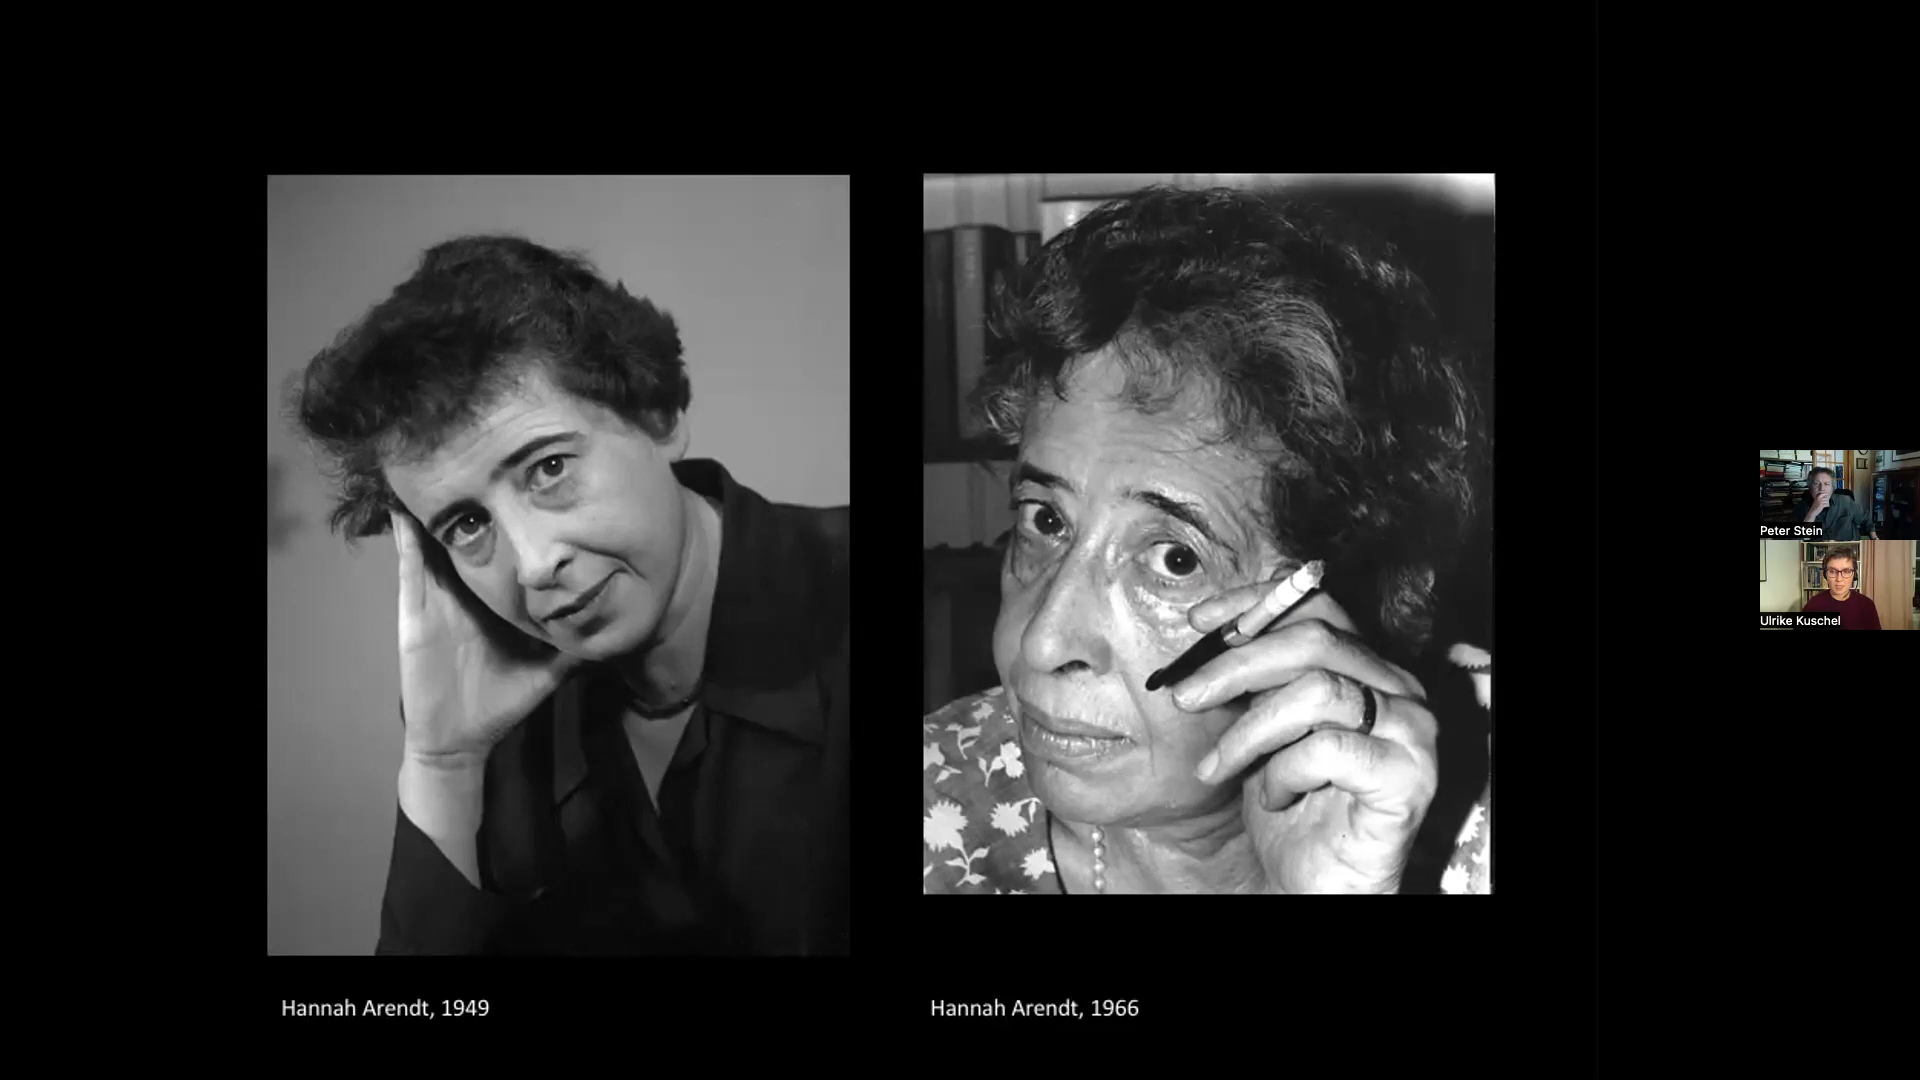 Hannah Arendt, 1949
Hannah Arendt, 1966
Peter Stein
Ulrike Kuschel